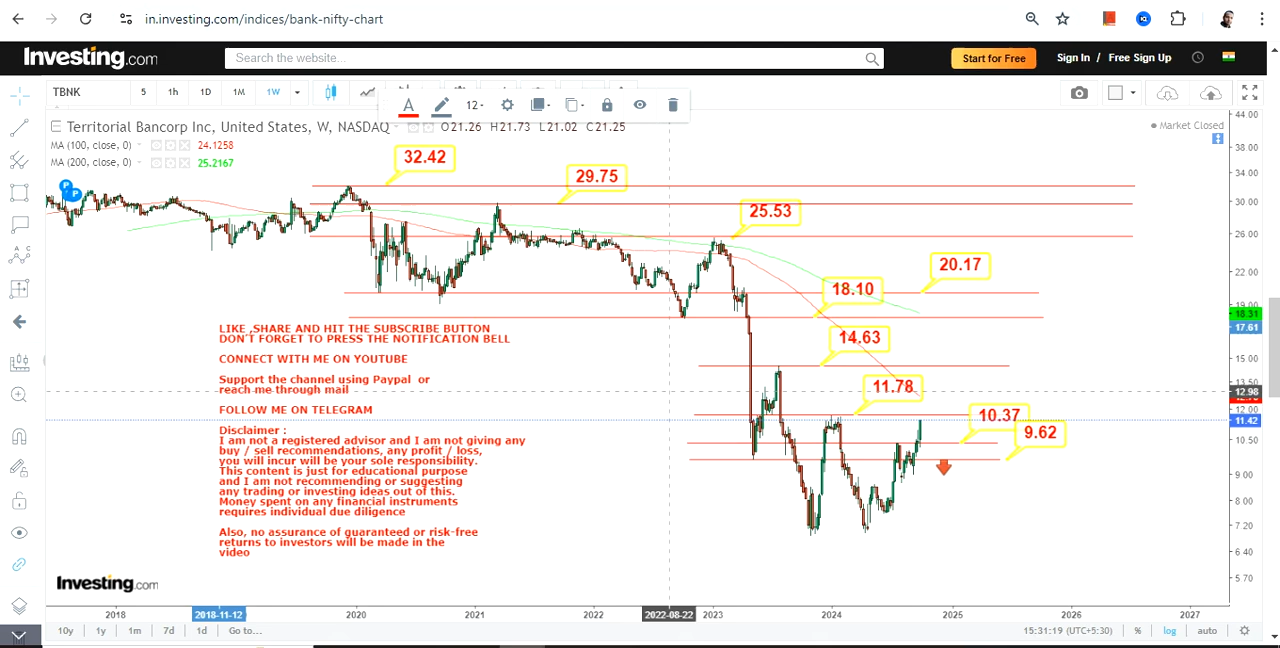 in.investing.com/indices/bank-nifty-chart
Investing.com
Search the website...
Start for Free
Sign In / Free Sign Up
TBNK
5
1h
1D
1M
1W
A
12
Territorial Bancorp Inc, United States, W, NASDAQ
O21.26 H21.73 L21.02 C21.25
Market Closed
MA (100, close, 0)
24.1258
MA (200, close, 0)
25.2167
P
P
32.42
29.75
25.53
20.17
18.10
14.63
11.78
10.37
9.62
LIKE ,SHARE AND HIT THE SUBSCRIBE BUTTON
DON'T FORGET TO PRESS THE NOTIFICATION BELL
CONNECT WITH ME ON YOUTUBE
Support the channel using Paypal or
reach me through mail
FOLLOW ME ON TELEGRAM
Disclaimer :
I am not a registered advisor and I am not giving any
buy / sell recommendations, any profit / loss,
you will incur will be your sole responsibility.
This content is just for educational purpose
and I am not recommending or suggesting
any trading or investing ideas out of this.
Money spent on any financial instruments
requires individual due diligence
Also, no assurance of guaranteed or risk-free
returns to investors will be made in the
video
44.00
38.00
34.00
30.00
26.00
22.00
19.00
18.31
17.61
15.00
13.50
12.98
12.00
11.42
10.50
9.00
8.00
7.20
6.40
5.70
Investing.com
2018
2018-11-12
2020
2021
2022
2022-08-22
2023
2024
2025
2026
2027
10y
1y
1m
7d
1d
Go to...
15:31:19 (UTC+5:30)
%
log
auto